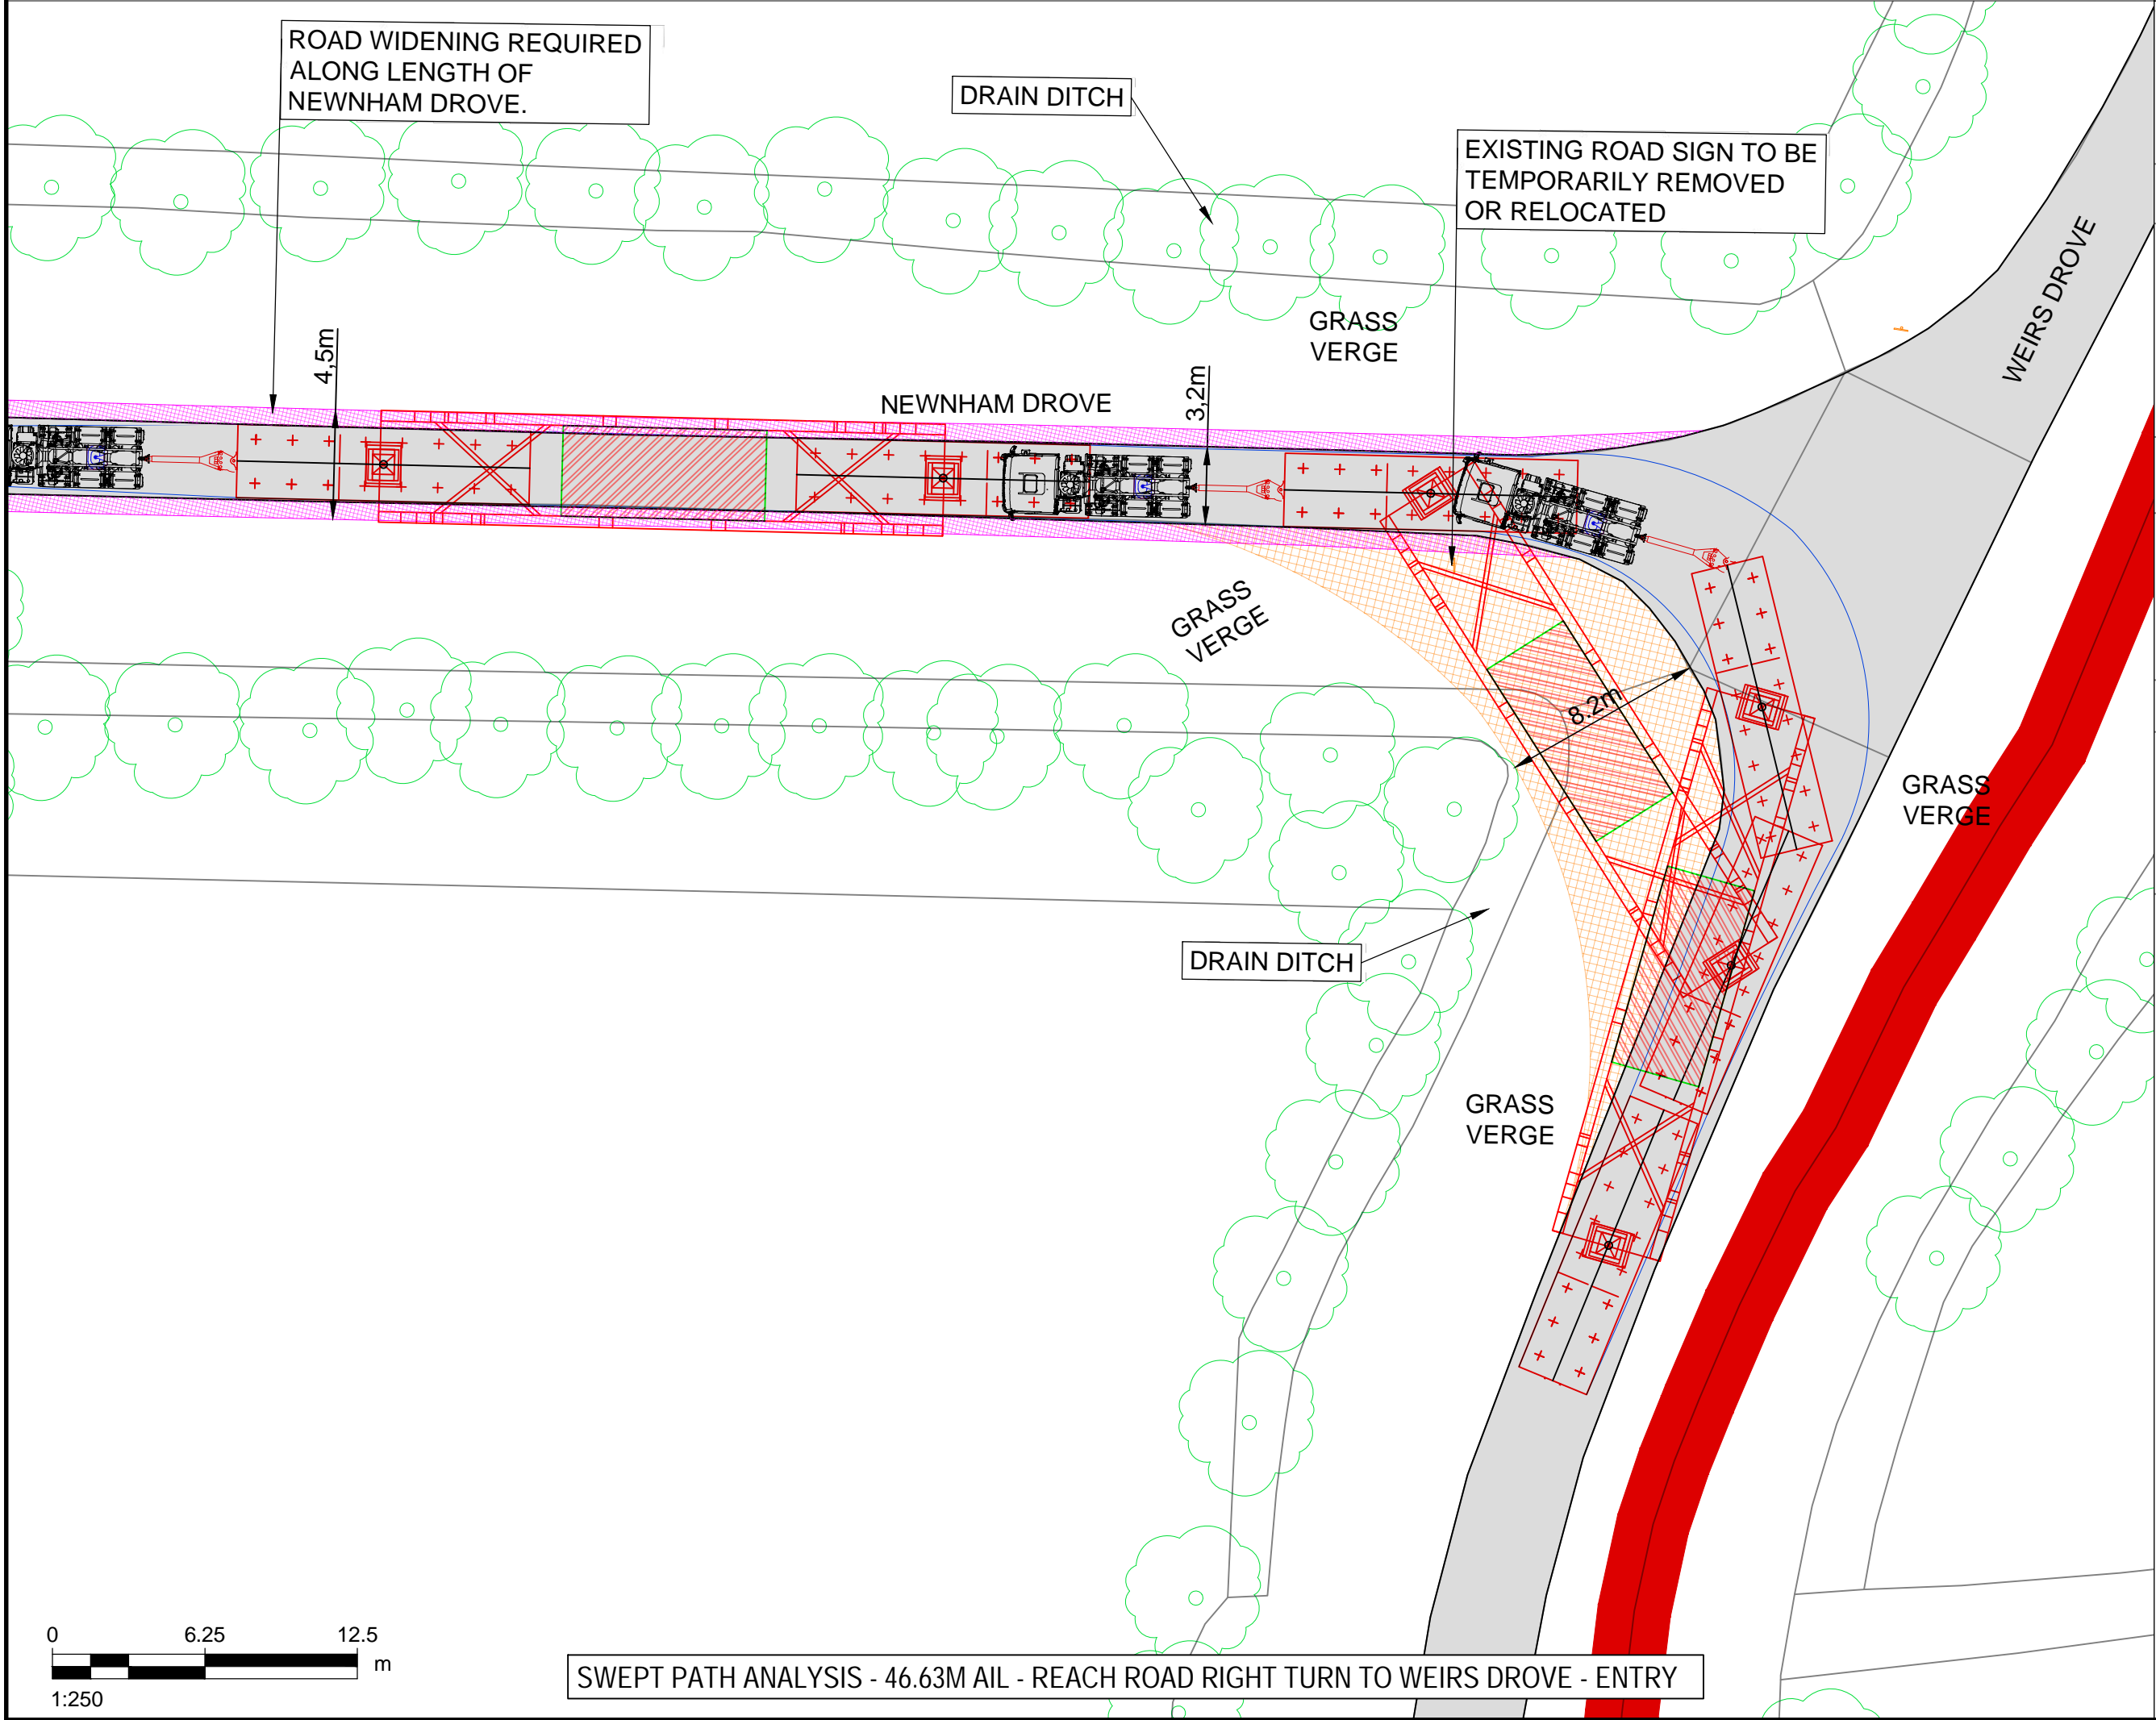 ROAD WIDENING REQUIRED
ALONG LENGTH OF
NEWNHAM DROVE.
DRAIN DITCH
EXISTING ROAD SIGN TO BE
TEMPORARILY REMOVED
OR RELOCATED
WEIRS DROVE
GRASS
VERGE
4,5m
3,2m
NEWNHAM DROVE
GRASS
VERGE
8.2m
GRASS
VERGE
DRAIN DITCH
GRASS
VERGE
0 6.25 12.5
m
1:250
SWEPT PATH ANALYSIS - 46.63M AIL - REACH ROAD RIGHT TURN TO WEIRS DROVE - ENTRY